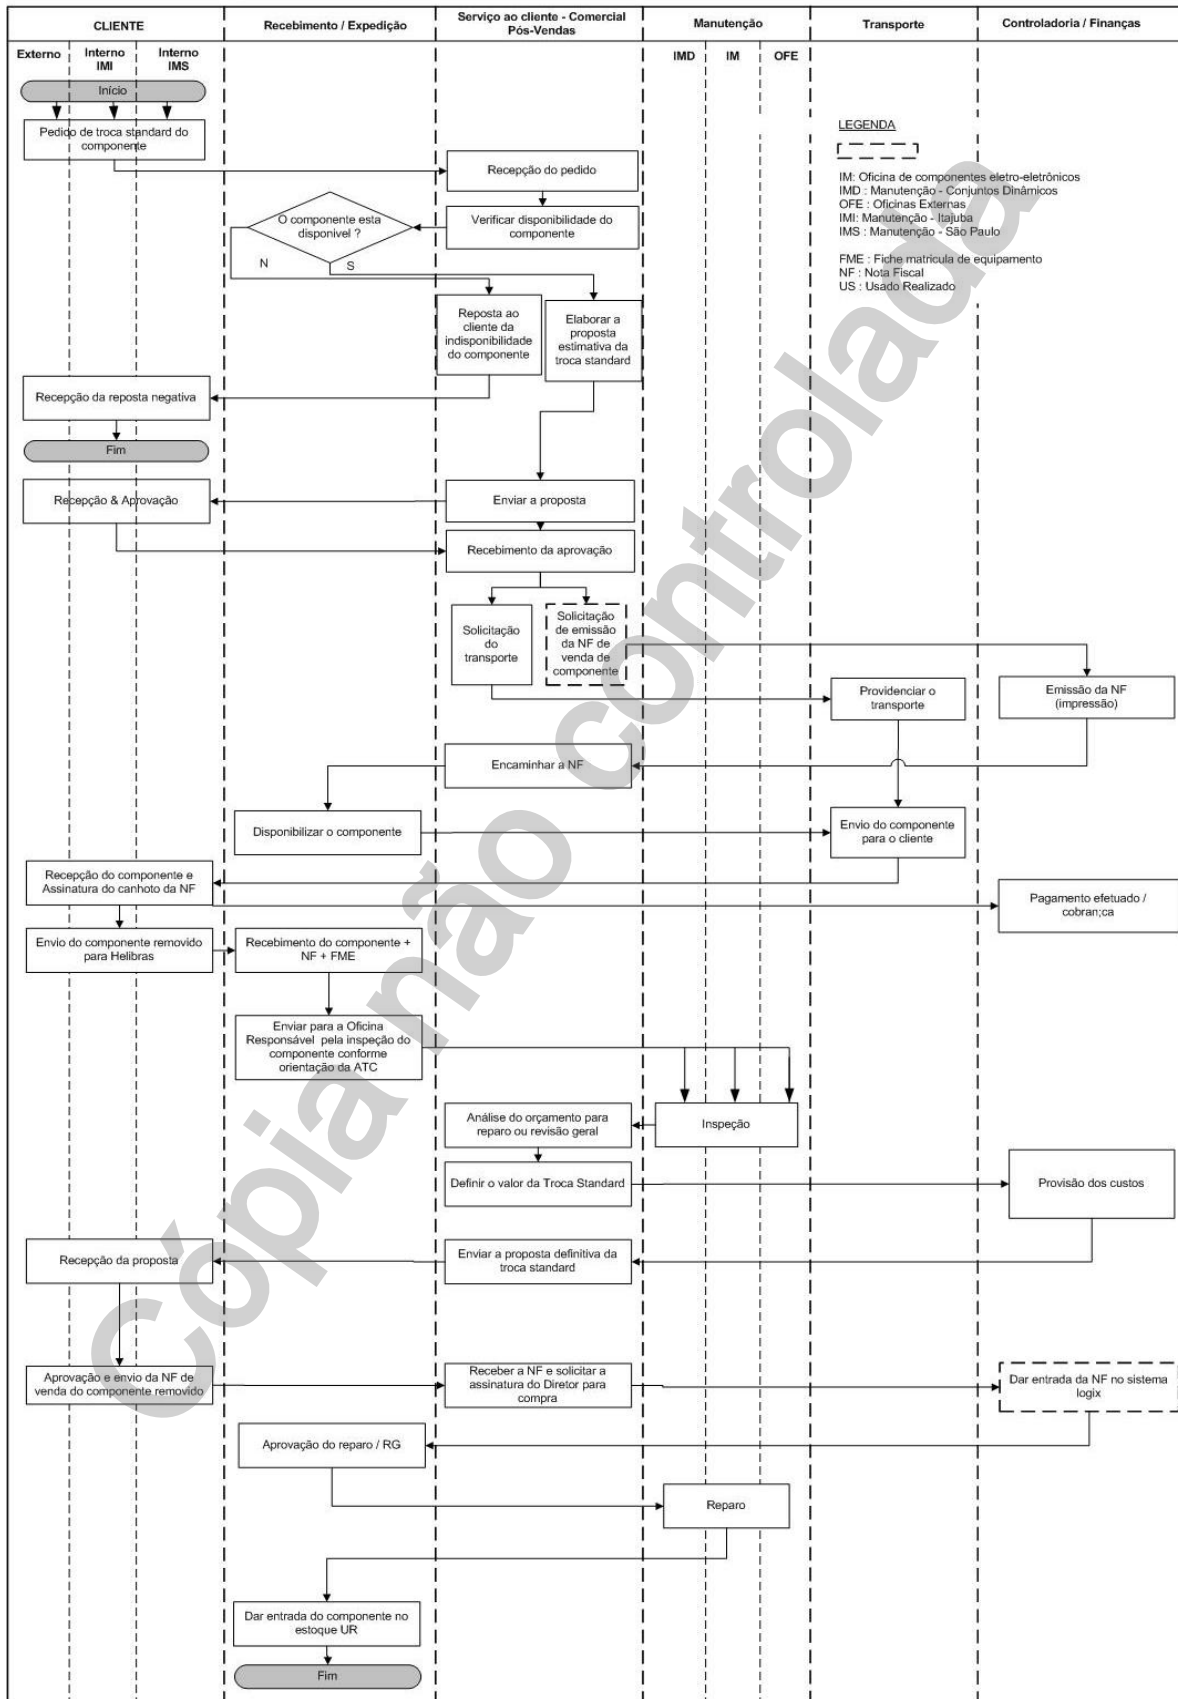 CLIENTE
Recebimento / Expedição
Serviço ao cliente - Comercial
Pós-Vendas
Manutenção
Transporte
Controladoria / Finanças
Externo
Interno
IMI
Interno
IMS
IMD
IM
OFE
Início
Pedido de troca standard do
componente
LEGENDA
IM: Oficina de componentes eletro-eletrônicos
IMD : Manutenção - Conjuntos Dinâmicos
OFE : Oficinas Externas
IMI: Manutenção - Itajuba
IMS : Manutenção - São Paulo
FME : Fiche matricula de equipamento
NF : Nota Fiscal
US : Usado Realizado
Recepção do pedido
O componente esta
disponivel ?
Verificar disponibilidade do
componente
N
S
Reposta ao
cliente da
indisponibilidade
do componente
Elaborar a
proposta
estimativa da
troca standard
Recepção da reposta negativa
Fim
Recepção & Aprovação
Enviar a proposta
Recebimento da aprovação
Solicitação
do
transporte
Solicitação
de emissão
da NF de
venda de
componente
Providenciar o
transporte
Emissão da NF
(impressão)
Encaminhar a NF
Disponibilizar o componente
Envio do componente
para o cliente
Recepção do componente e
Assinatura do canhoto da NF
Pagamento efetuado /
cobran;ca
Envio do componente removido
para Helibras
Recebimento do componente +
NF + FME
Enviar para a Oficina
Responsável pela inspeção do
componente conforme
orientação da ATC
Análise do orçamento para
reparo ou revisão geral
Inspeção
Definir o valor da Troca Standard
Provisão dos custos
Recepção da proposta
Enviar a proposta definitiva da
troca standard
Aprovação e envio da NF de
venda do componente removido
Receber a NF e solicitar a
assinatura do Diretor para
compra
Dar entrada da NF no sistema
logix
Aprovação do reparo / RG
Reparo
Dar entrada do componente no
estoque UR
Fim
Cópia não controlada